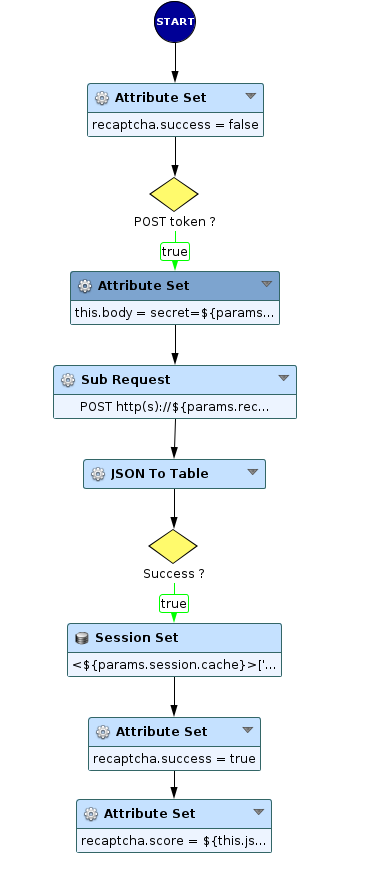 START
Attribute Set
recaptcha.success = false
POST token ?
true
Attribute Set
this.body = secret=${params...
Sub Request
POST http(s)://${params.rec...
JSON To Table
Success ?
true
Session Set
<${params.session.cache}>['...
Attribute Set
recaptcha.success = true
Attribute Set
recaptcha.score = ${this.js...